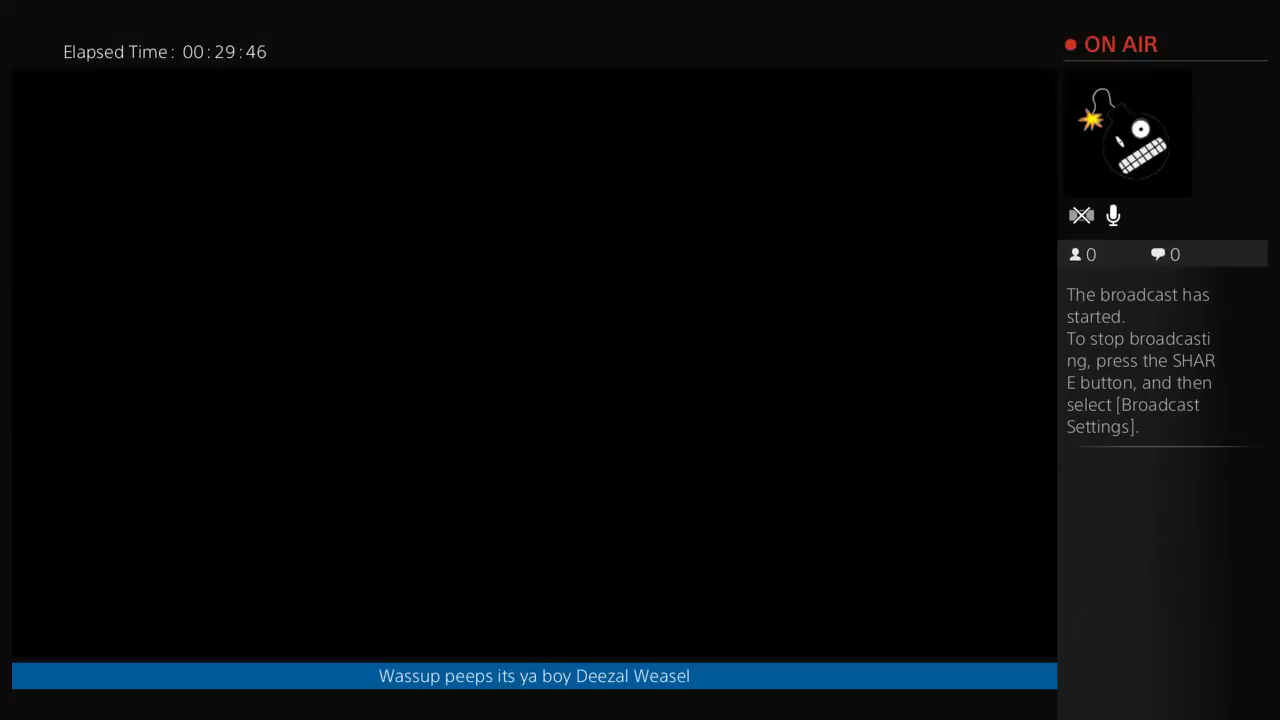 Elapsed Time: 00:29:46
ON AIR
0 0
The broadcast has
started.
To stop broadcasti
ng, press the SHAR
E button, and then
select [Broadcast
Settings].
Wassup peeps its ya boy Deezal Weasel